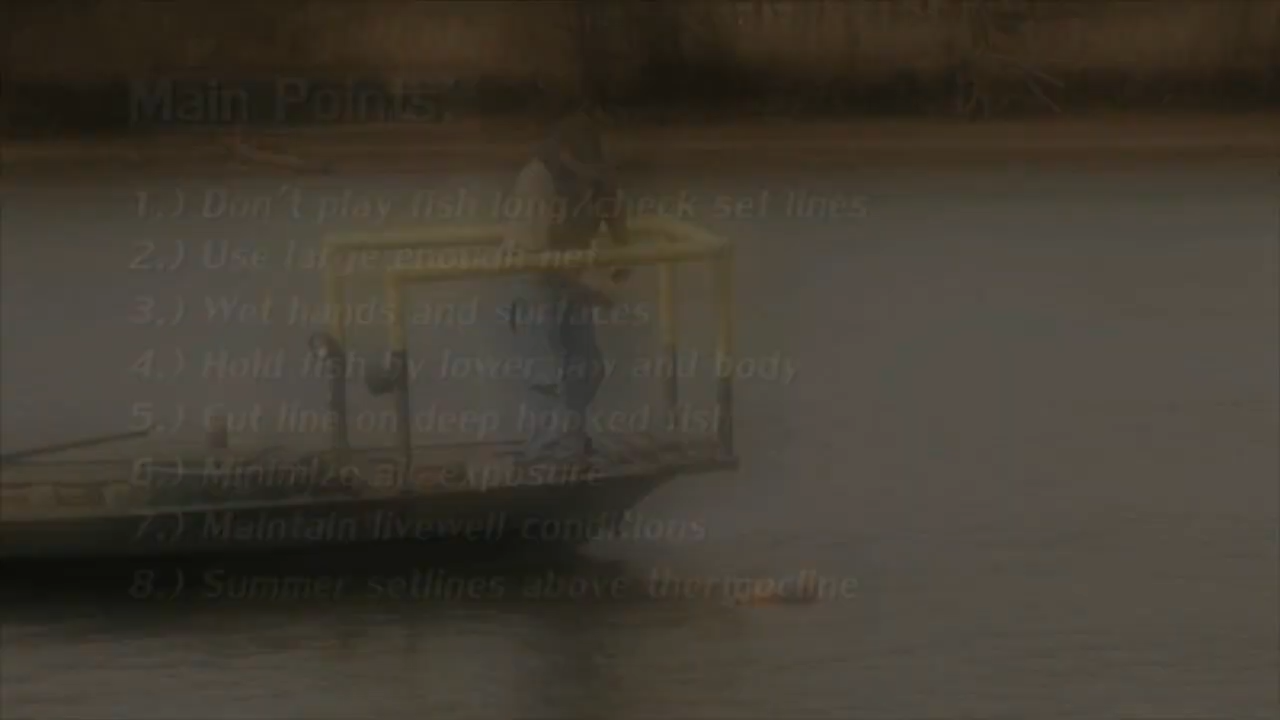 Main Points:
1.) Don't play fish long/check set lines
2.) Use large enough net
3.) Wet hands and surfaces
4.) Hold fish by lower jaw and body
5.) Cut line on deep hooked fish
6.) Minimize air exposure
7.) Maintain livewell conditions
8.) Summer setlines above thermocline